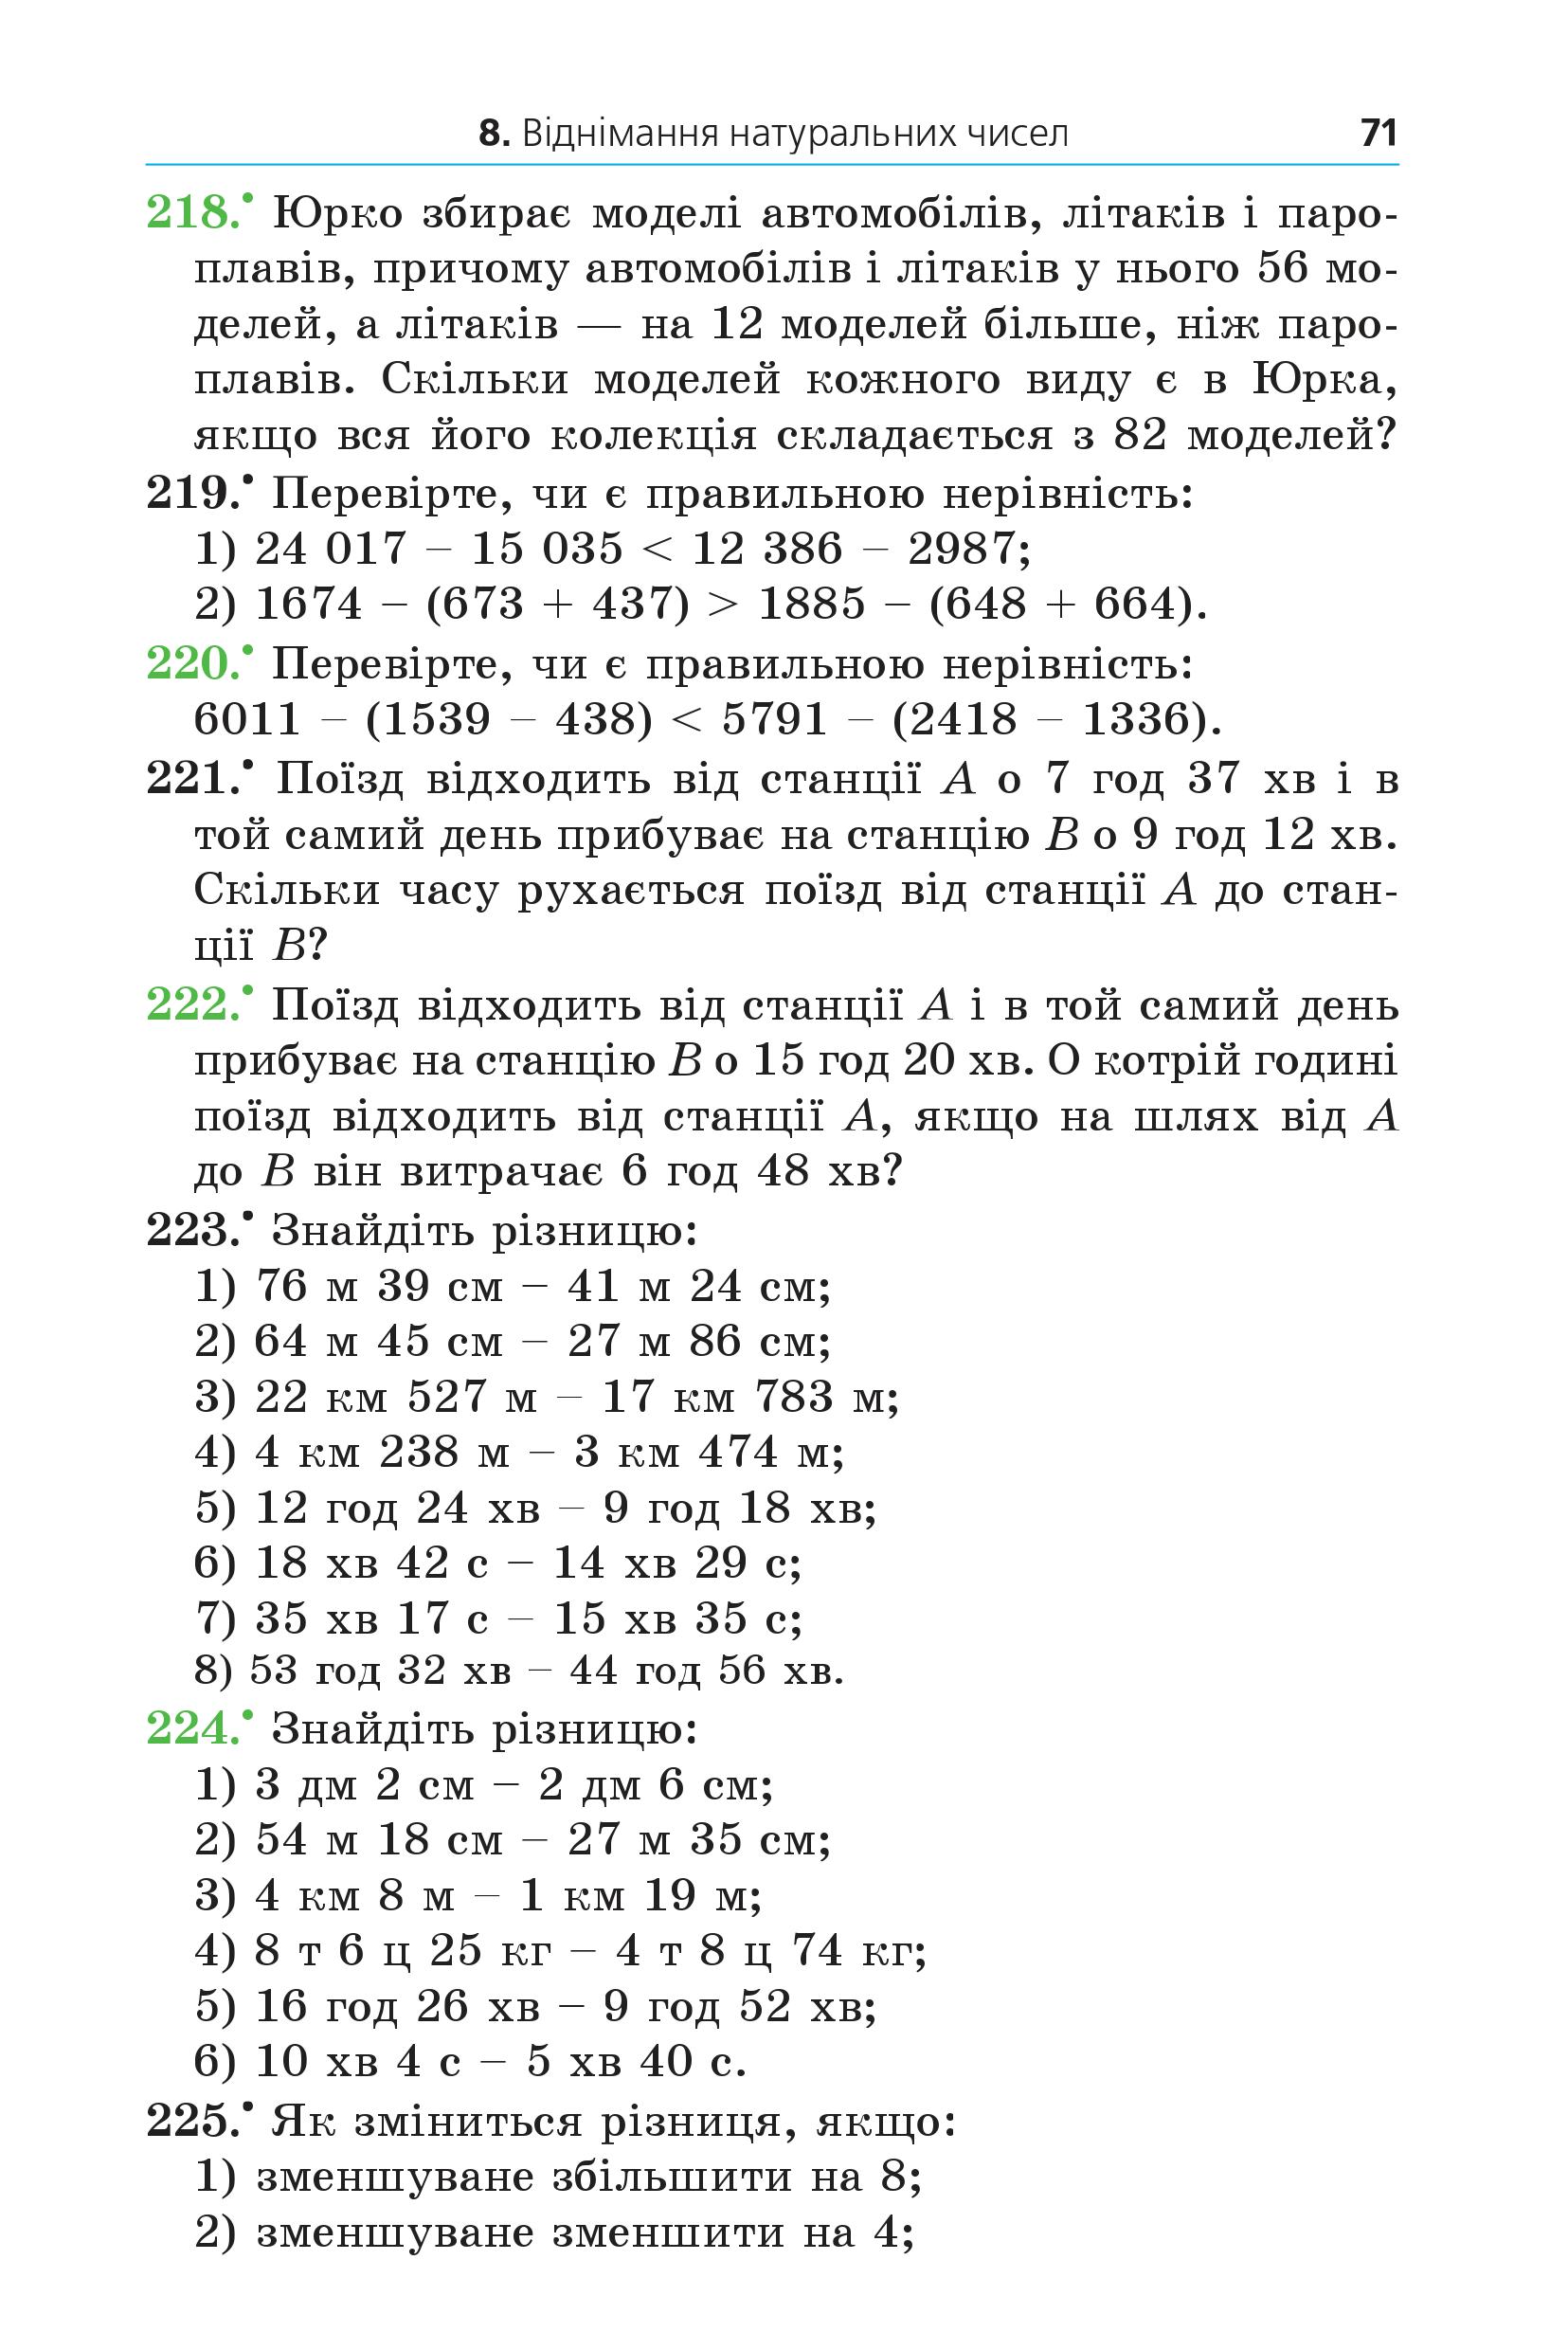 8. Віднімання натуральних чисел 71
218.• Юрко збирає моделі автомобілів, літаків і паро-
плавів, причому автомобілів і літаків у нього 56 мо-
делей, а літаків — на 12 моделей більше, ніж паро-
плавів. Скільки моделей кожного виду є в Юрка,
якщо вся його колекція складається з 82 моделей?
219.• Перевірте, чи є правильною нерівність:
1) 24 017 – 15 035 < 12 386 – 2987;
2) 1674 – (673 + 437) > 1885 – (648 + 664).
220.• Перевірте, чи є правильною нерівність:
6011 – (1539 – 438) < 5791 – (2418 – 1336).
221.• Поїзд відходить від станції A о 7 год 37 хв і в
той самий день прибуває на станцію B о 9 год 12 хв.
Скільки часу рухається поїзд від станції A до стан-
ції B?
222.• Поїзд відходить від станції A і в той самий день
прибуває на станцію B о 15 год 20 хв. О котрій годині
поїзд відходить від станції A, якщо на шлях від A
до B він витрачає 6 год 48 хв?
223.• Знайдіть різницю:
1) 76 м 39 см – 41 м 24 см;
2) 64 м 45 см – 27 м 86 см;
3) 22 км 527 м – 17 км 783 м;
4) 4 км 238 м – 3 км 474 м;
5) 12 год 24 хв – 9 год 18 хв;
6) 18 хв 42 с – 14 хв 29 с;
7) 35 хв 17 с – 15 хв 35 с;
8) 53 год 32 хв – 44 год 56 хв.
224.• Знайдіть різницю:
1) 3 дм 2 см – 2 дм 6 см;
2) 54 м 18 см – 27 м 35 см;
3) 4 км 8 м – 1 км 19 м;
4) 8 т 6 ц 25 кг – 4 т 8 ц 74 кг;
5) 16 год 26 хв – 9 год 52 хв;
6) 10 хв 4 с – 5 хв 40 с.
225.• Як зміниться різниця, якщо:
1) зменшуване збільшити на 8;
2) зменшуване зменшити на 4;